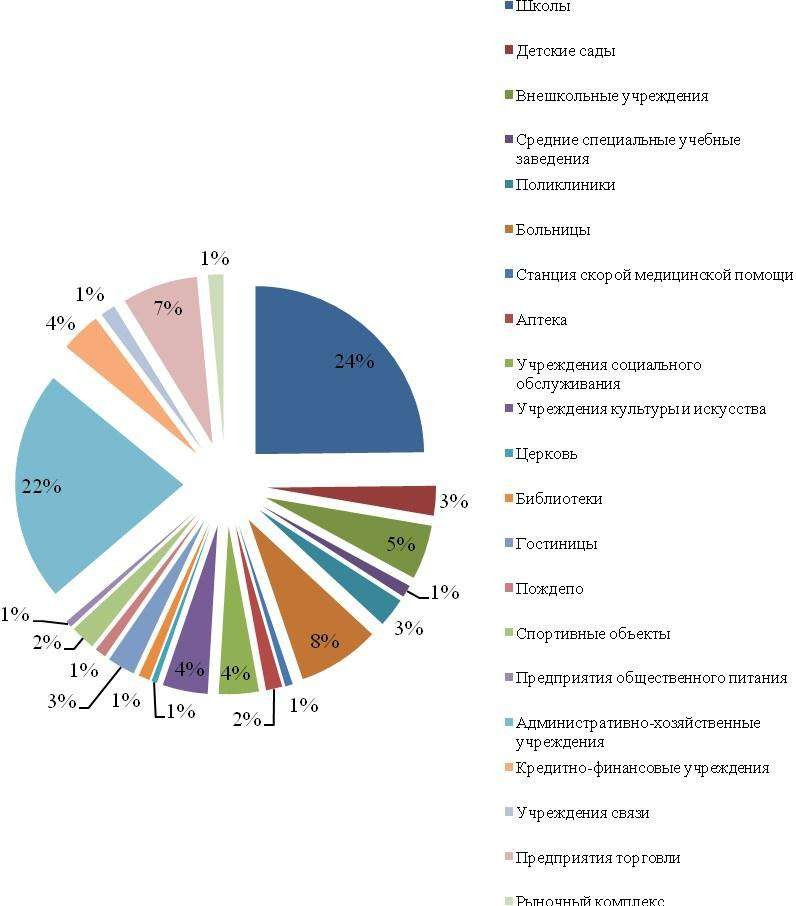 Школы
Детские сады
Внешкольные учреждения
Средние специальные учебные
заведения
Поликлиники
Больницы
Станция скорой медицинской помощи
Аптека
Учреждения социального
обслуживания
Учреждения культуры и искусства
Церковь
Библиотеки
Гостиницы
Пождепо
Спортивные объекты
Предприятия общественного питания
Административно-хозяйственные
учреждения
Кредитно-финансовые учреждения
Учреждения связи
Предприятия торговли
Рыночный комплекс
24%
3%
5%
1%
3%
8%
1%
2%
4%
4%
1%
1%
3%
1%
2%
1%
22%
4%
1%
7%
1%